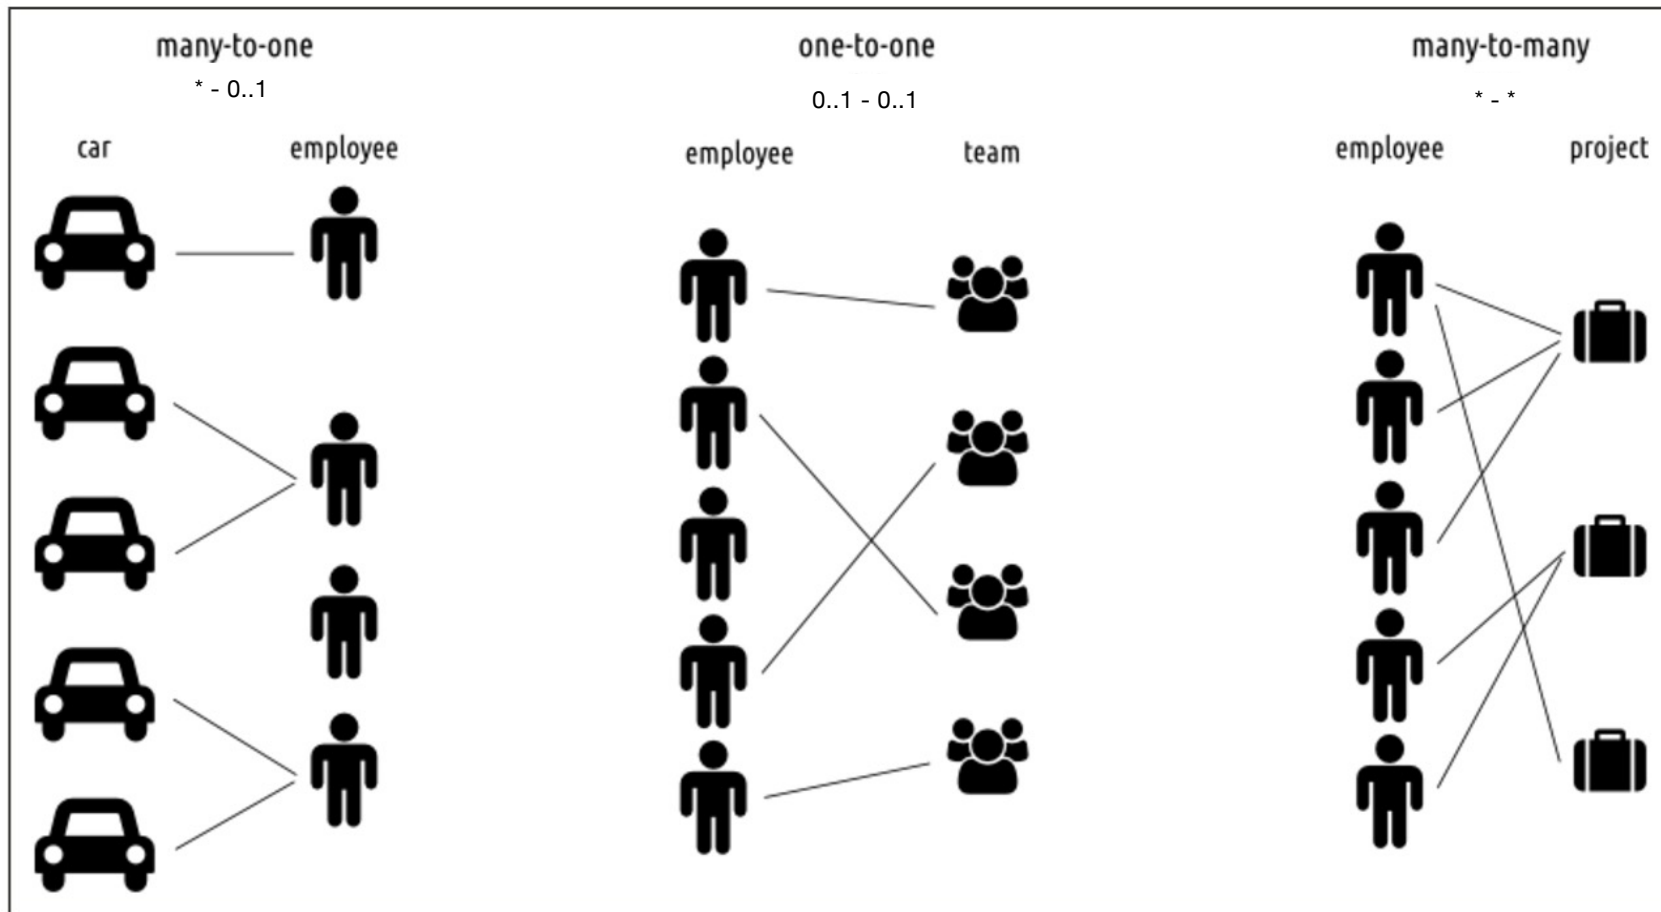 many-to-one
* - 0..1
car
employee
one-to-one
0..1 - 0..1
employee
team
many-to-many
* - *
employee
project